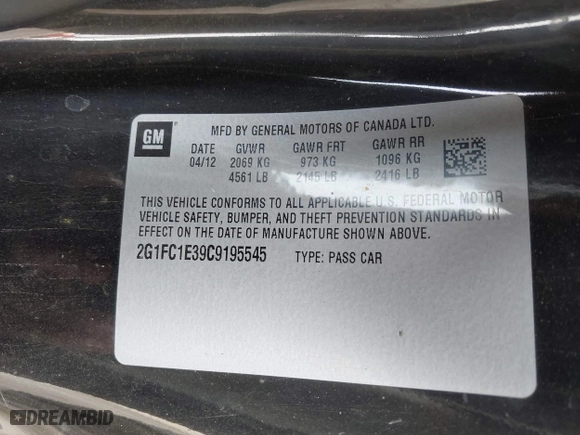 GM
MFD BY GENERAL MOTORS OF CANADA LTD.
DATE GVWR GAWR FRT GAWR RR
04/12 2069 KG 973 KG 1096 KG
4561 LB 2145 LB 2416 LB
THIS VEHICLE CONFORMS TO ALL APPLICABLE U.S. FEDERAL MOTOR
VEHICLE SAFETY, BUMPER, AND THEFT PREVENTION STANDARDS IN
EFFECT ON THE DATE OF MANUFACTURE SHOWN ABOVE.
2G1FC1E39C9195545 TYPE: PASS CAR
DREAMBID